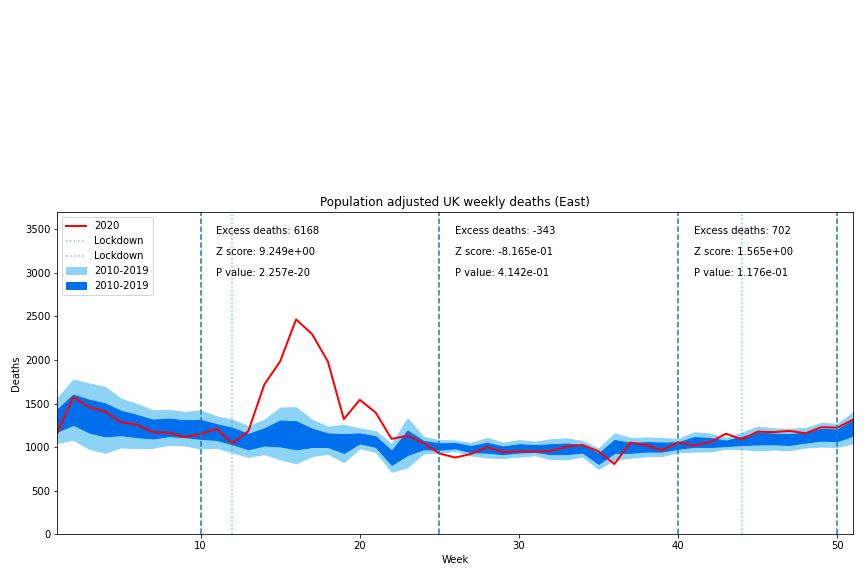 Population adjusted UK weekly deaths (East)
2020
Lockdown
Lockdown
2010-2019
2010-2019
Excess deaths: 6168
Z score: 9.249e+00
P value: 2.257e-20
Excess deaths: -343
Z score: -8.165e-01
P value: 4.142e-01
Excess deaths: 702
Z score: 1.565e+00
P value: 1.176e-01
3500
3000
2500
2000
1500
1000
500
0
Deaths
10
20
30
40
50
Week